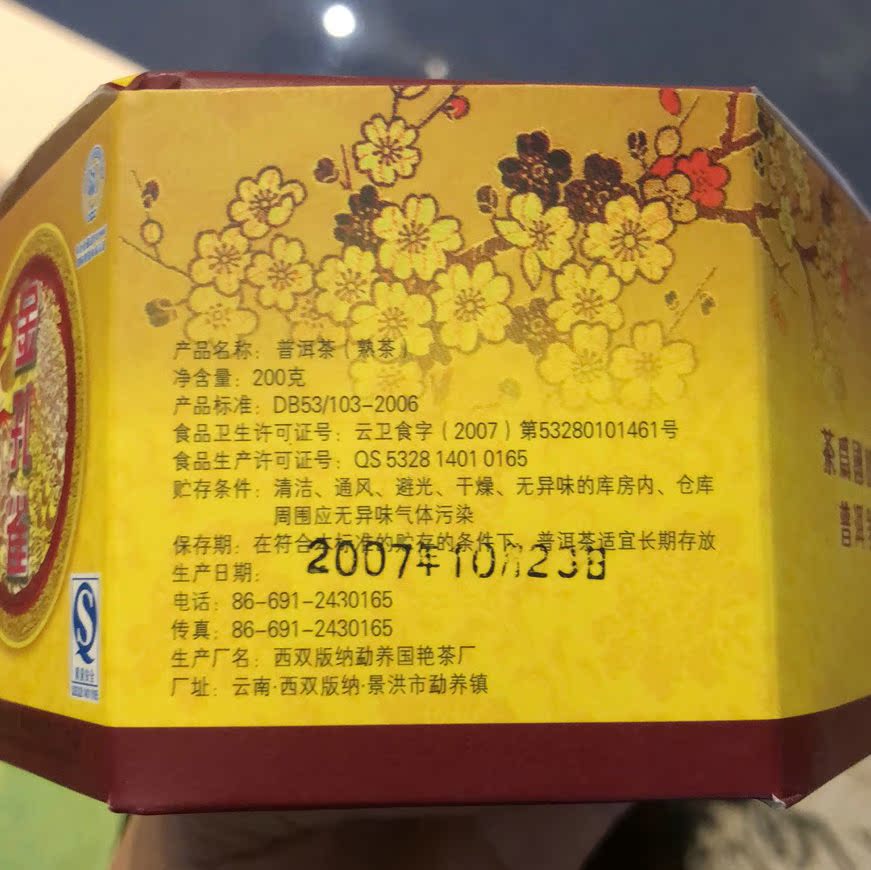 金孔雀
产品名称：普洱茶（熟茶）
净含量：200克
产品标准：DB53/103-2006
食品卫生许可证号：云卫食字（2007）第53280101461号
食品生产许可证号：QS 5328 1401 0165
贮存条件：清洁、通风、避光、干燥、无异味的库房内、仓库
周围应无异味气体污染
保存期：在符合本标准的贮存的条件下，普洱茶适宜长期存放
生产日期：2007年10月23日
电话：86-691-2430165
传真：86-691-2430165
生产厂名：西双版纳勐养国艳茶厂
厂址：云南·西双版纳·景洪市勐养镇
茶爲國
普洱